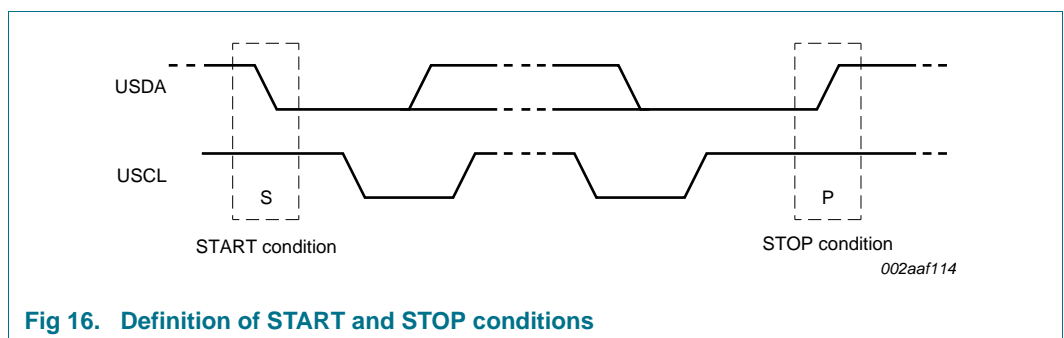 USDA
USCL
S
P
START condition
STOP condition
002aaf114
Fig 16. Definition of START and STOP conditions